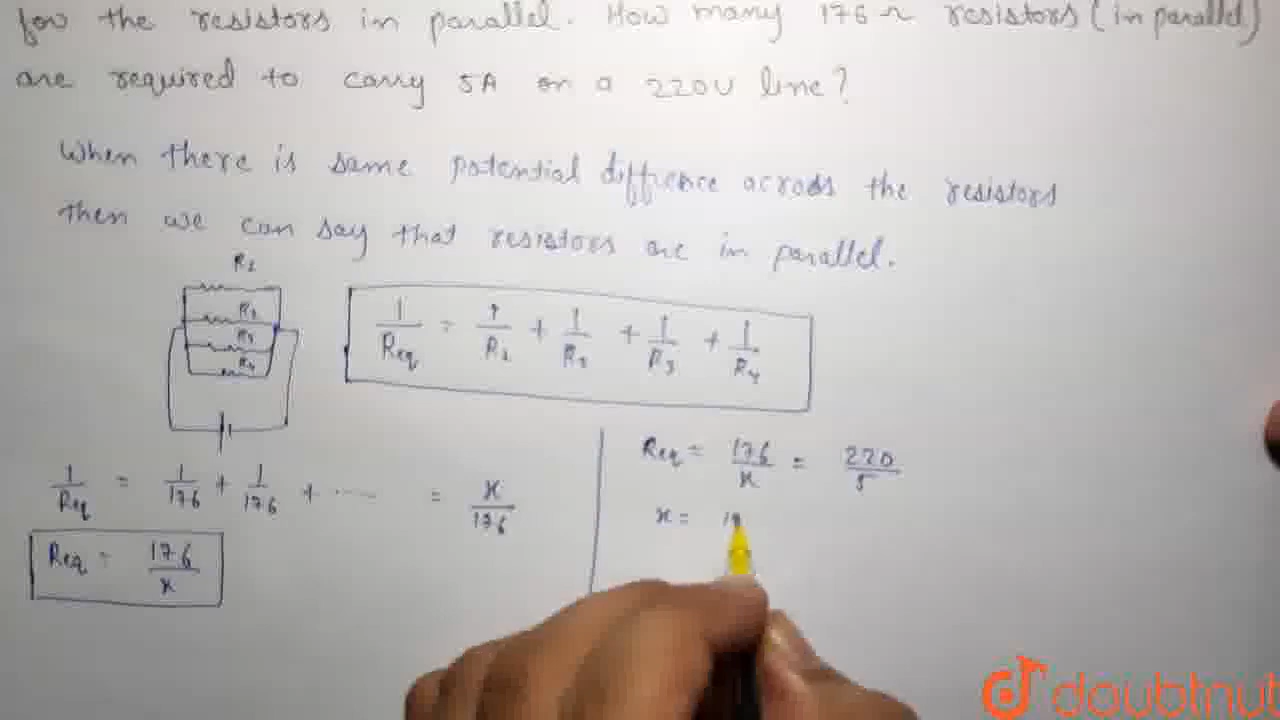 for the resistors in parallel. How many 176 Ω resistors (in parallel)
are required to carry 5A on a 220V line?
When there is same potential diffrence across the resistors
then we can say that resistors are in parallel.
R1
R2
R3
R4
1/Req = 1/R1 + 1/R2 + 1/R3 + 1/R4
1/Req = 1/176 + 1/176 + ..... = x/176
Req = 176/x
Req = 176/x = 220/5
x = 17
doubtnut